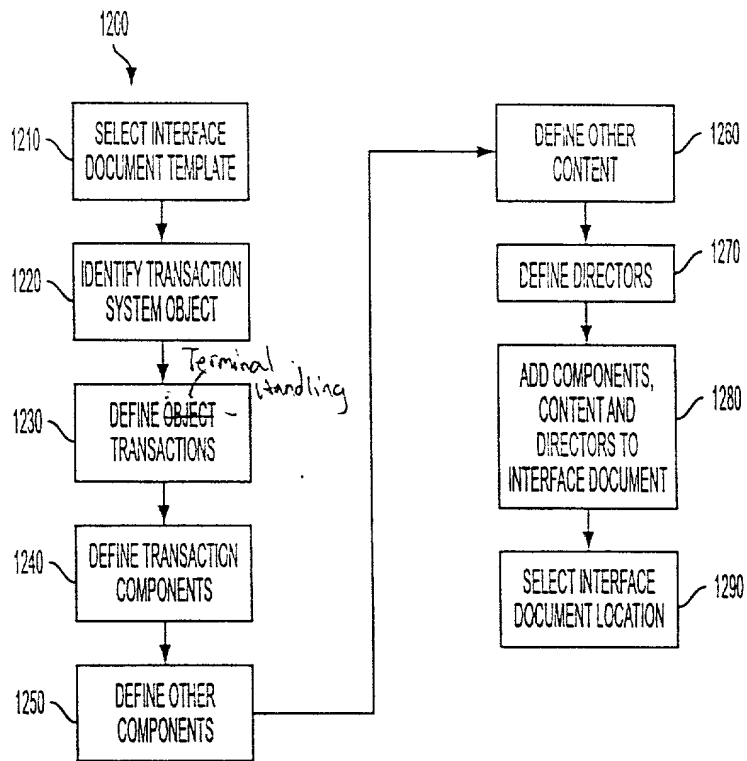 1200
1210
SELECT INTERFACE
DOCUMENT TEMPLATE
1220
IDENTIFY TRANSACTION
SYSTEM OBJECT
Terminal
Handling
1230
DEFINE OBJECT
TRANSACTIONS
1240
DEFINE TRANSACTION
COMPONENTS
1250
DEFINE OTHER
COMPONENTS
1260
DEFINE OTHER
CONTENT
1270
DEFINE DIRECTORS
1280
ADD COMPONENTS,
CONTENT AND
DIRECTORS TO
INTERFACE DOCUMENT
1290
SELECT INTERFACE
DOCUMENT LOCATION